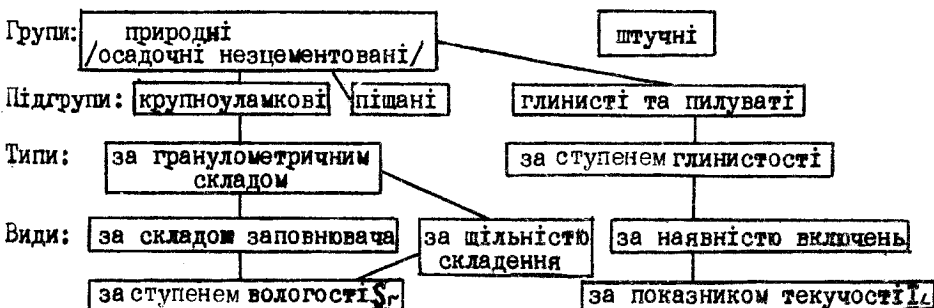 Групи: природні штучні
/осадочні незцементовані/
Підгрупи: крупноуламкові піщані глинисті та пилуваті
Типи: за гранулометричним за ступенем глинистості
складом
Види: за складом заповнювача за щільністю за наявністю включень
складення
за ступенем вологості Sr за показником текучості IL